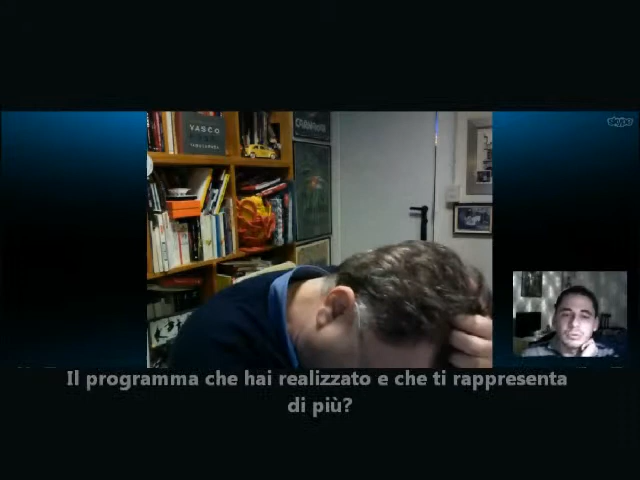 VASCO
skype
Il programma che hai realizzato e che ti rappresenta
di più?